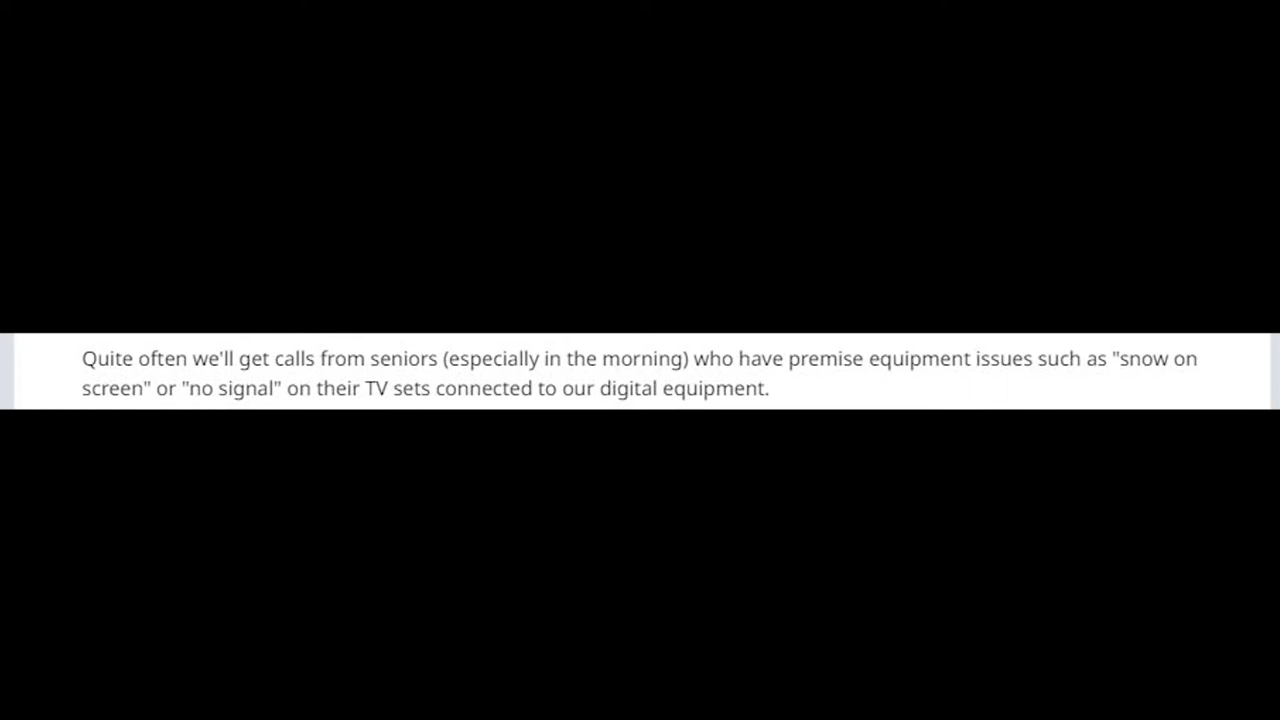 Quite often we'll get calls from seniors (especially in the morning) who have premise equipment issues such as "snow on
screen" or "no signal" on their TV sets connected to our digital equipment.